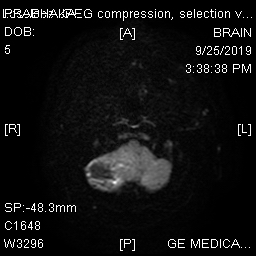 JPEG compression, selection v...
[A]
DOB:
BRAIN
5
9/25/2019
3:38:38 PM
[R]
[L]
SP:-48.3mm
C1648
W3296
[P]
GE MEDICA...